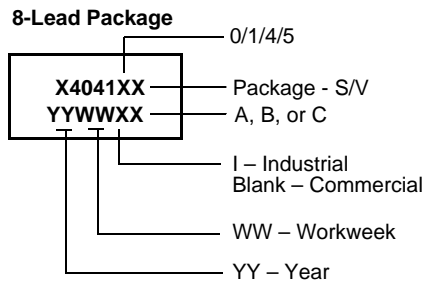 8-Lead Package
0/1/4/5
X4041XX
Package - S/V
YYWWXX
A, B, or C
I – Industrial
Blank – Commercial
WW – Workweek
YY – Year